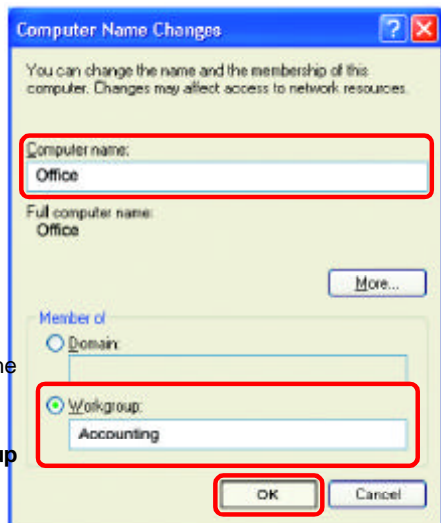 Computer Name Changes
You can change the name and the membership of this
computer. Changes may affect access to network resources.
Computer name:
Office
Full computer name:
Office
More...
Member of
Domain:
Workgroup:
Accounting
OK Cancel